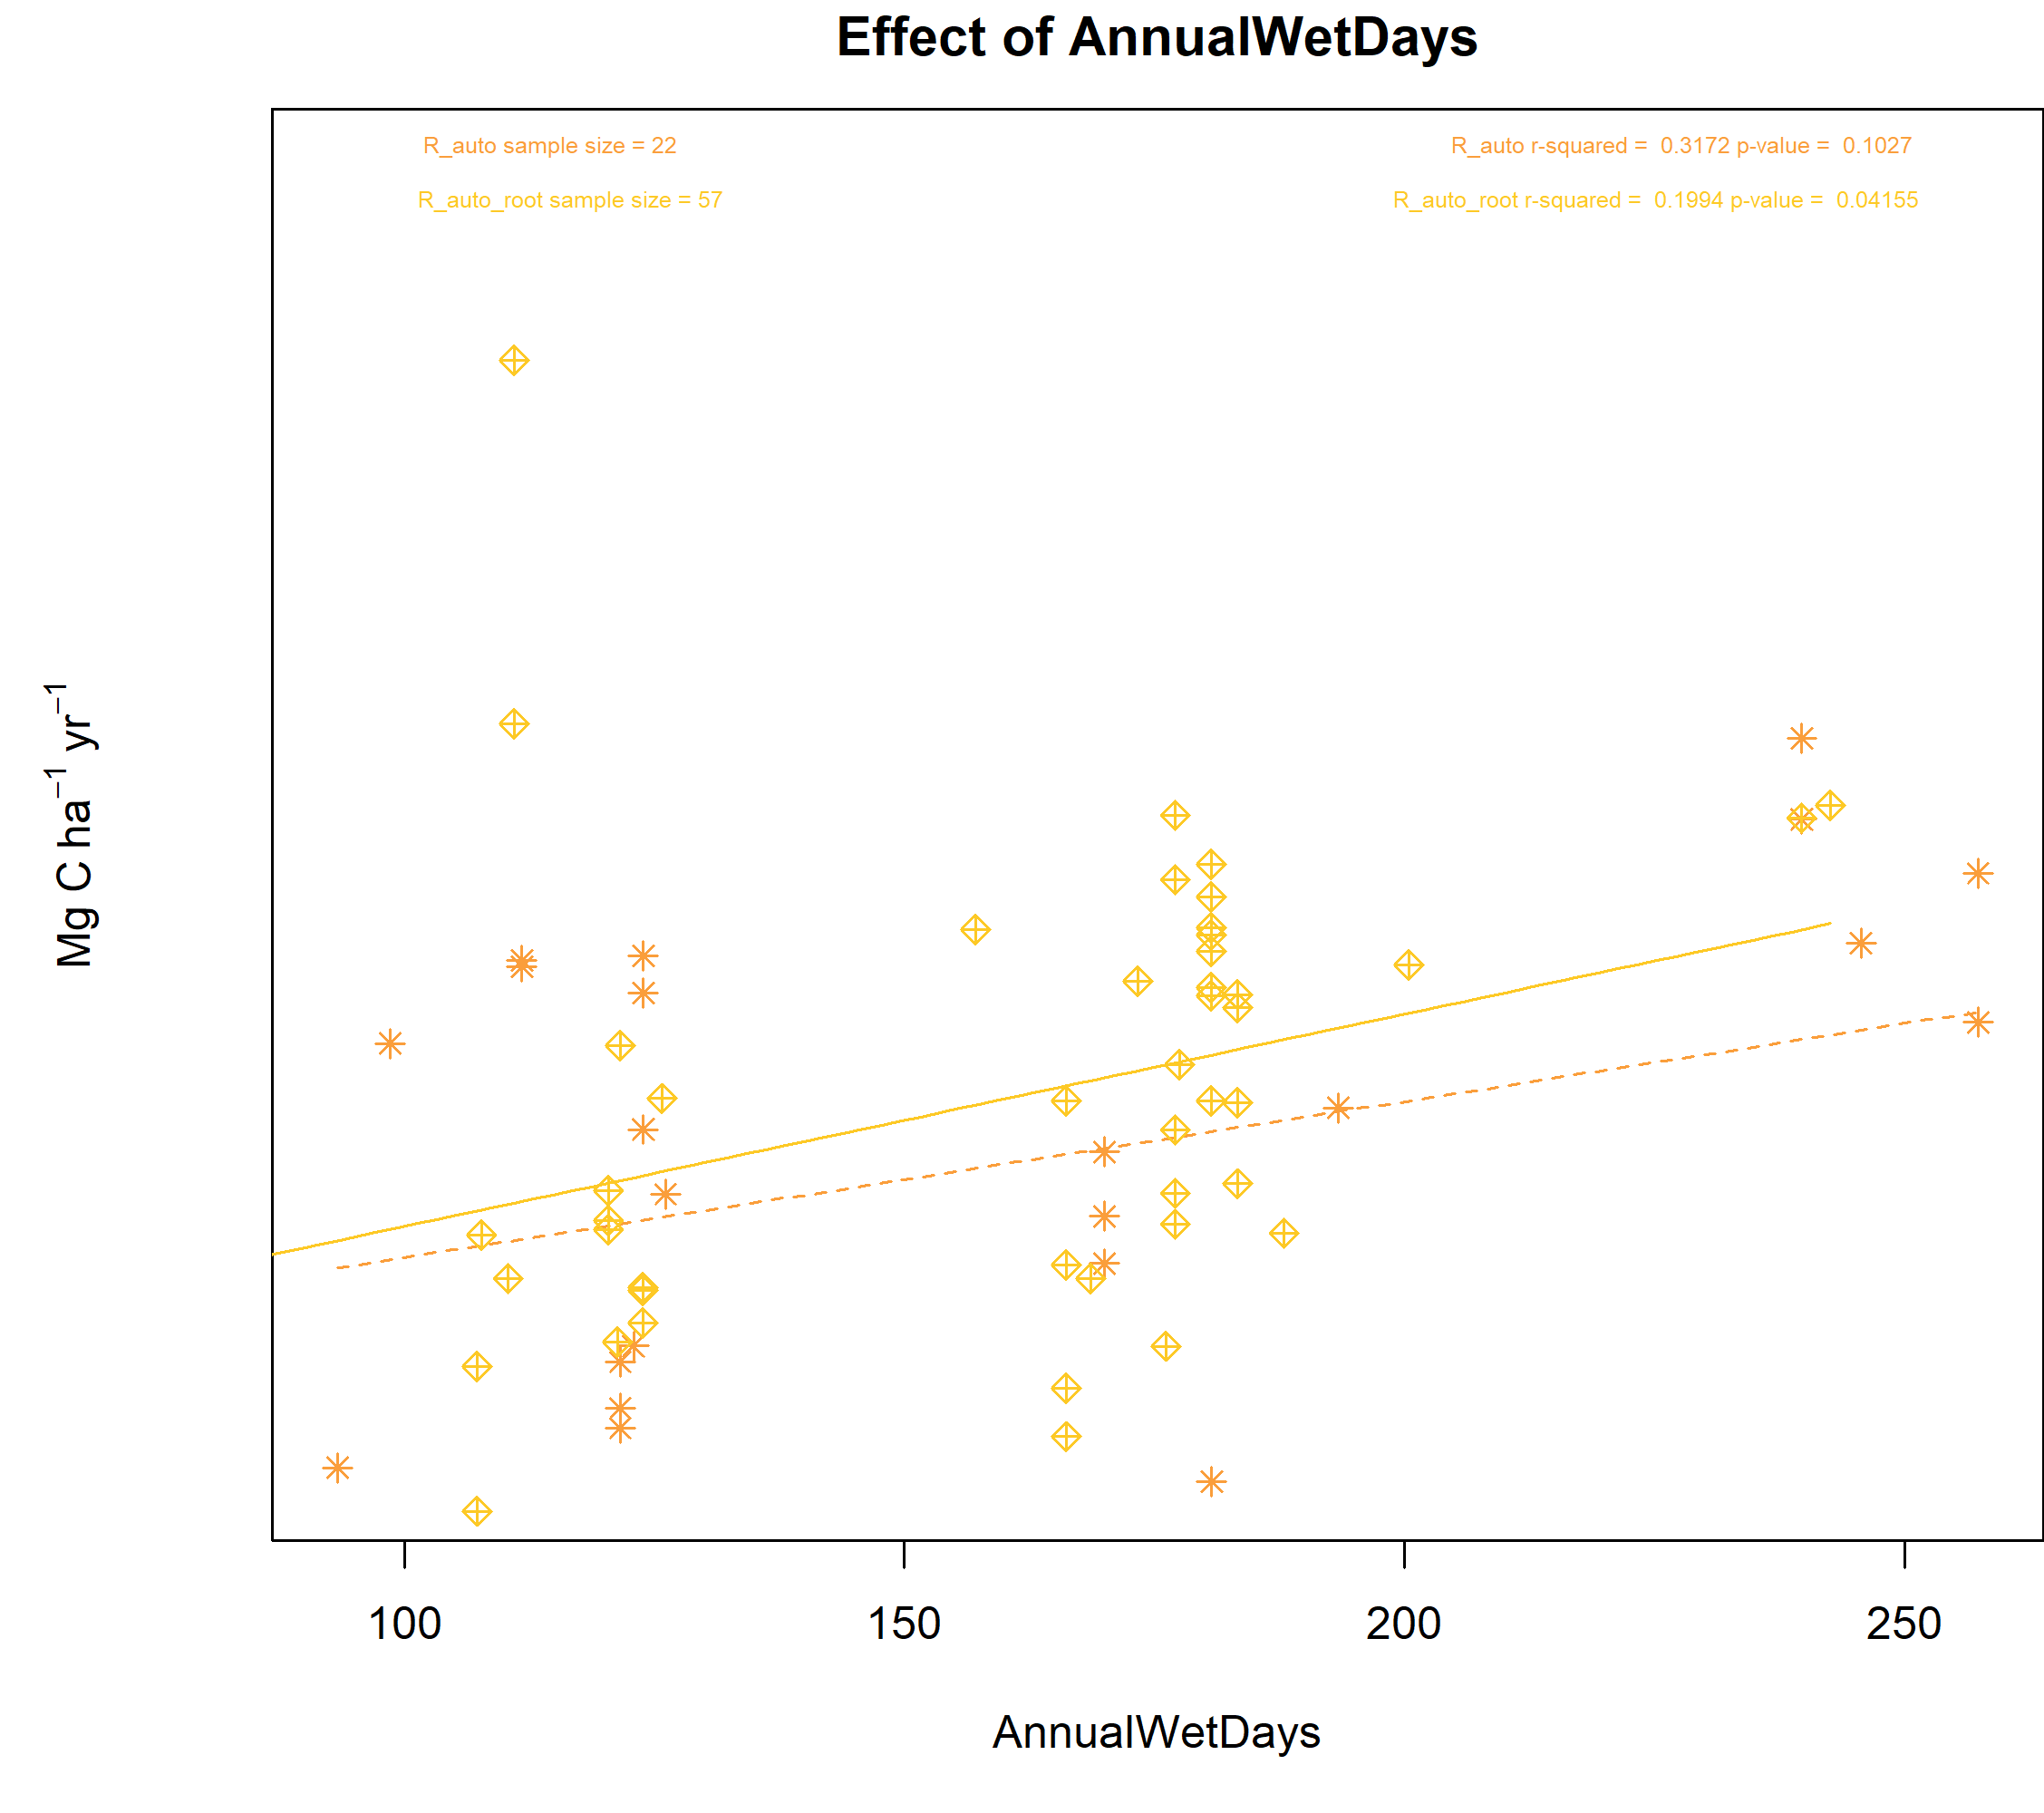 Effect of AnnualWetDays
R_auto sample size = 22
R_auto r-squared =  0.3172 p-value =  0.1027
R_auto_root sample size = 57
R_auto_root r-squared =  0.1994 p-value =  0.04155
Mg C ha⁻¹ yr⁻¹
100
150
200
250
AnnualWetDays